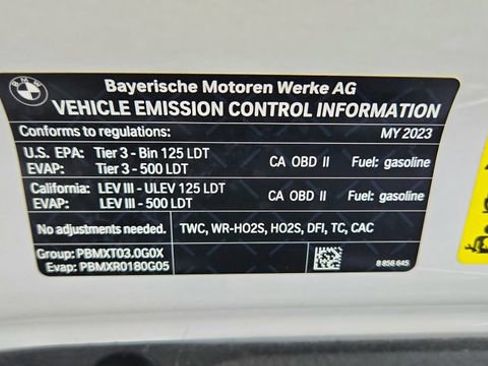 BMW
Bayerische Motoren Werke AG
VEHICLE EMISSION CONTROL INFORMATION
Conforms to regulations: MY 2023
U.S. EPA: Tier 3 - Bin 125 LDT CA OBD II Fuel: gasoline
EVAP: Tier 3 - 500 LDT
California: LEV III - ULEV 125 LDT CA OBD II Fuel: gasoline
EVAP: LEV III - 500 LDT
No adjustments needed. TWC, WR-HO2S, HO2S, DFI, TC, CAC
Group: PBMXT03.0G0X
Evap: PBMXR0180G05 8 858 645